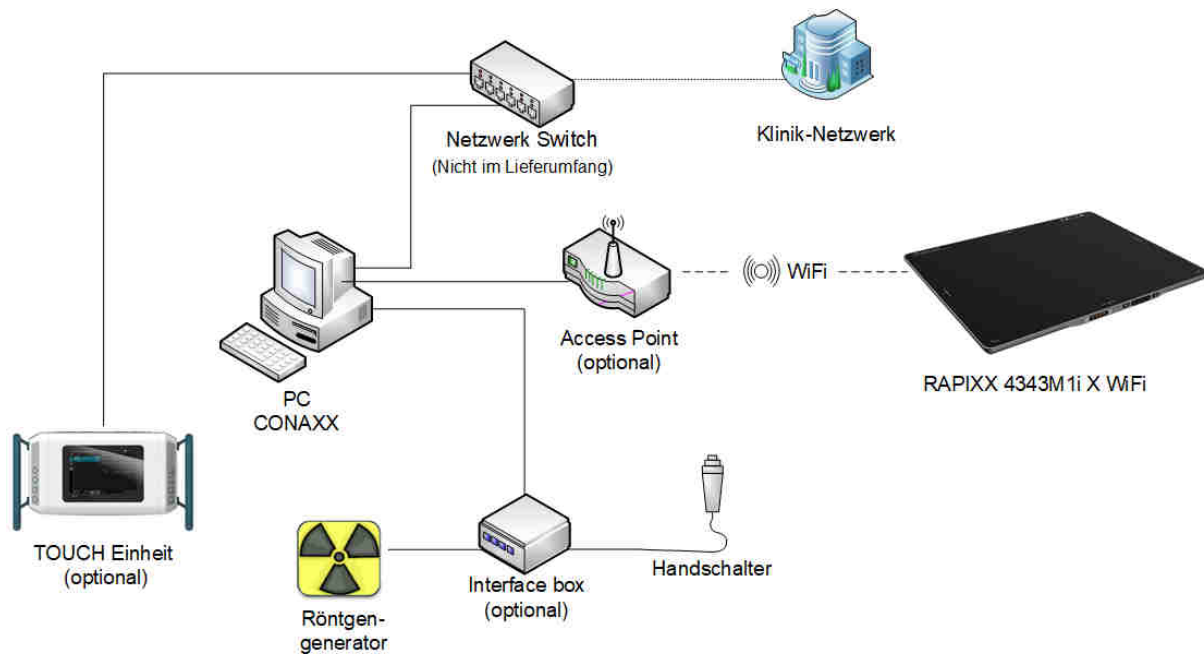 Netzwerk Switch
(Nicht im Lieferumfang)
Klinik-Netzwerk
WiFi
Access Point
(optional)
RAPIXX 4343M1i X WiFi
PC
CONAXX
TOUCH Einheit
(optional)
Interface box
(optional)
Handschalter
Röntgen-
generator